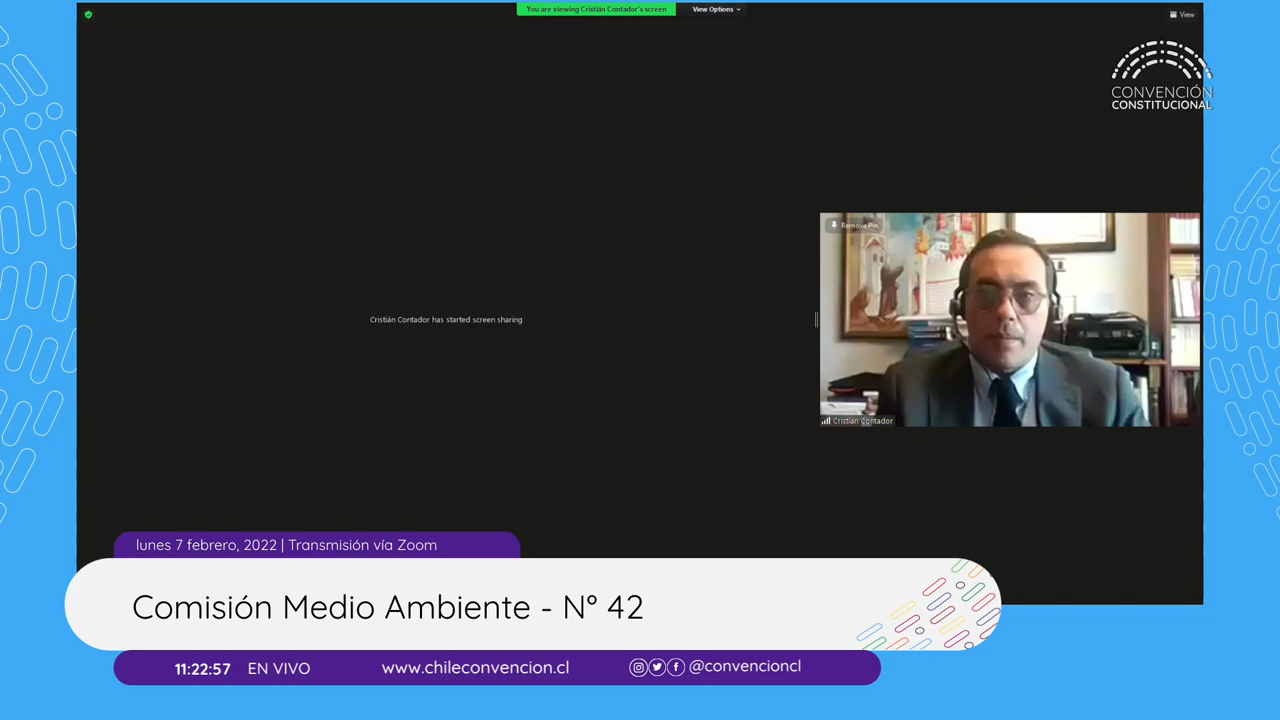 You are viewing Cristián Contador's screen
View Options
View
CONVENCIÓN
CONSTITUCIONAL
Remove Pin
Cristián Contador has started screen sharing
Cristián Contador
lunes 7 febrero, 2022 | Transmisión vía Zoom
Comisión Medio Ambiente - N° 42
11:22:57 EN VIVO www.chileconvencion.cl @convencioncl